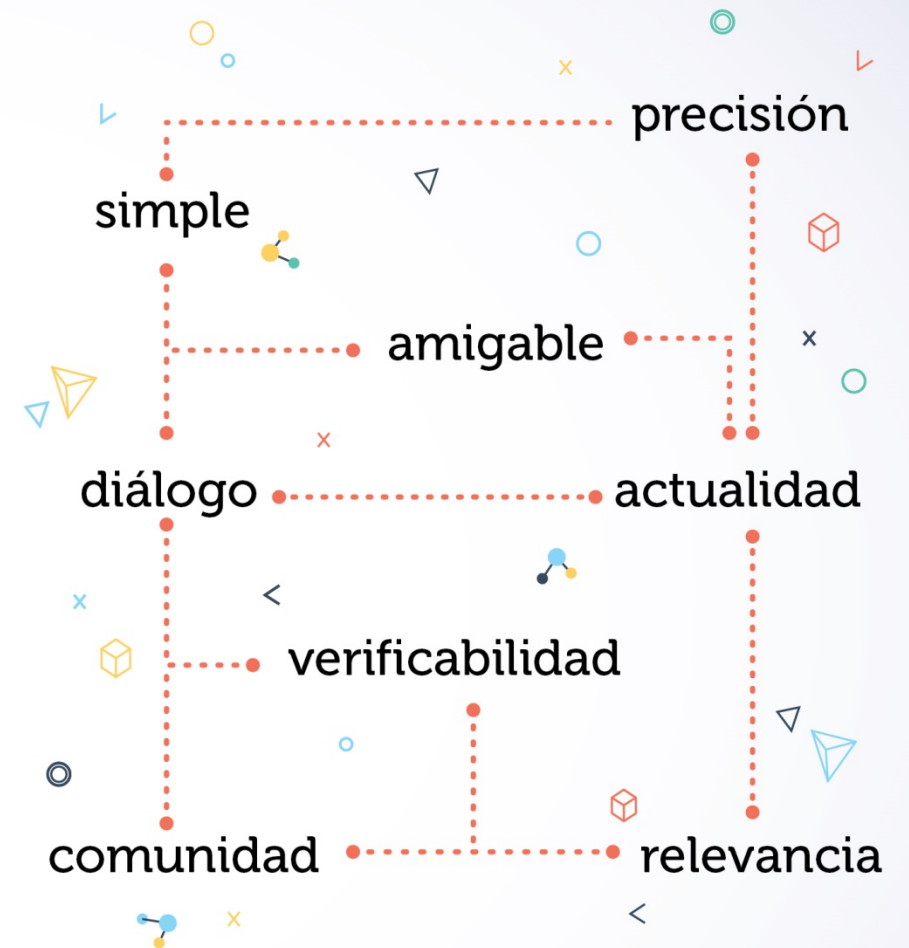 precisión
simple
amigable
diálogo
actualidad
verificabilidad
comunidad
relevancia